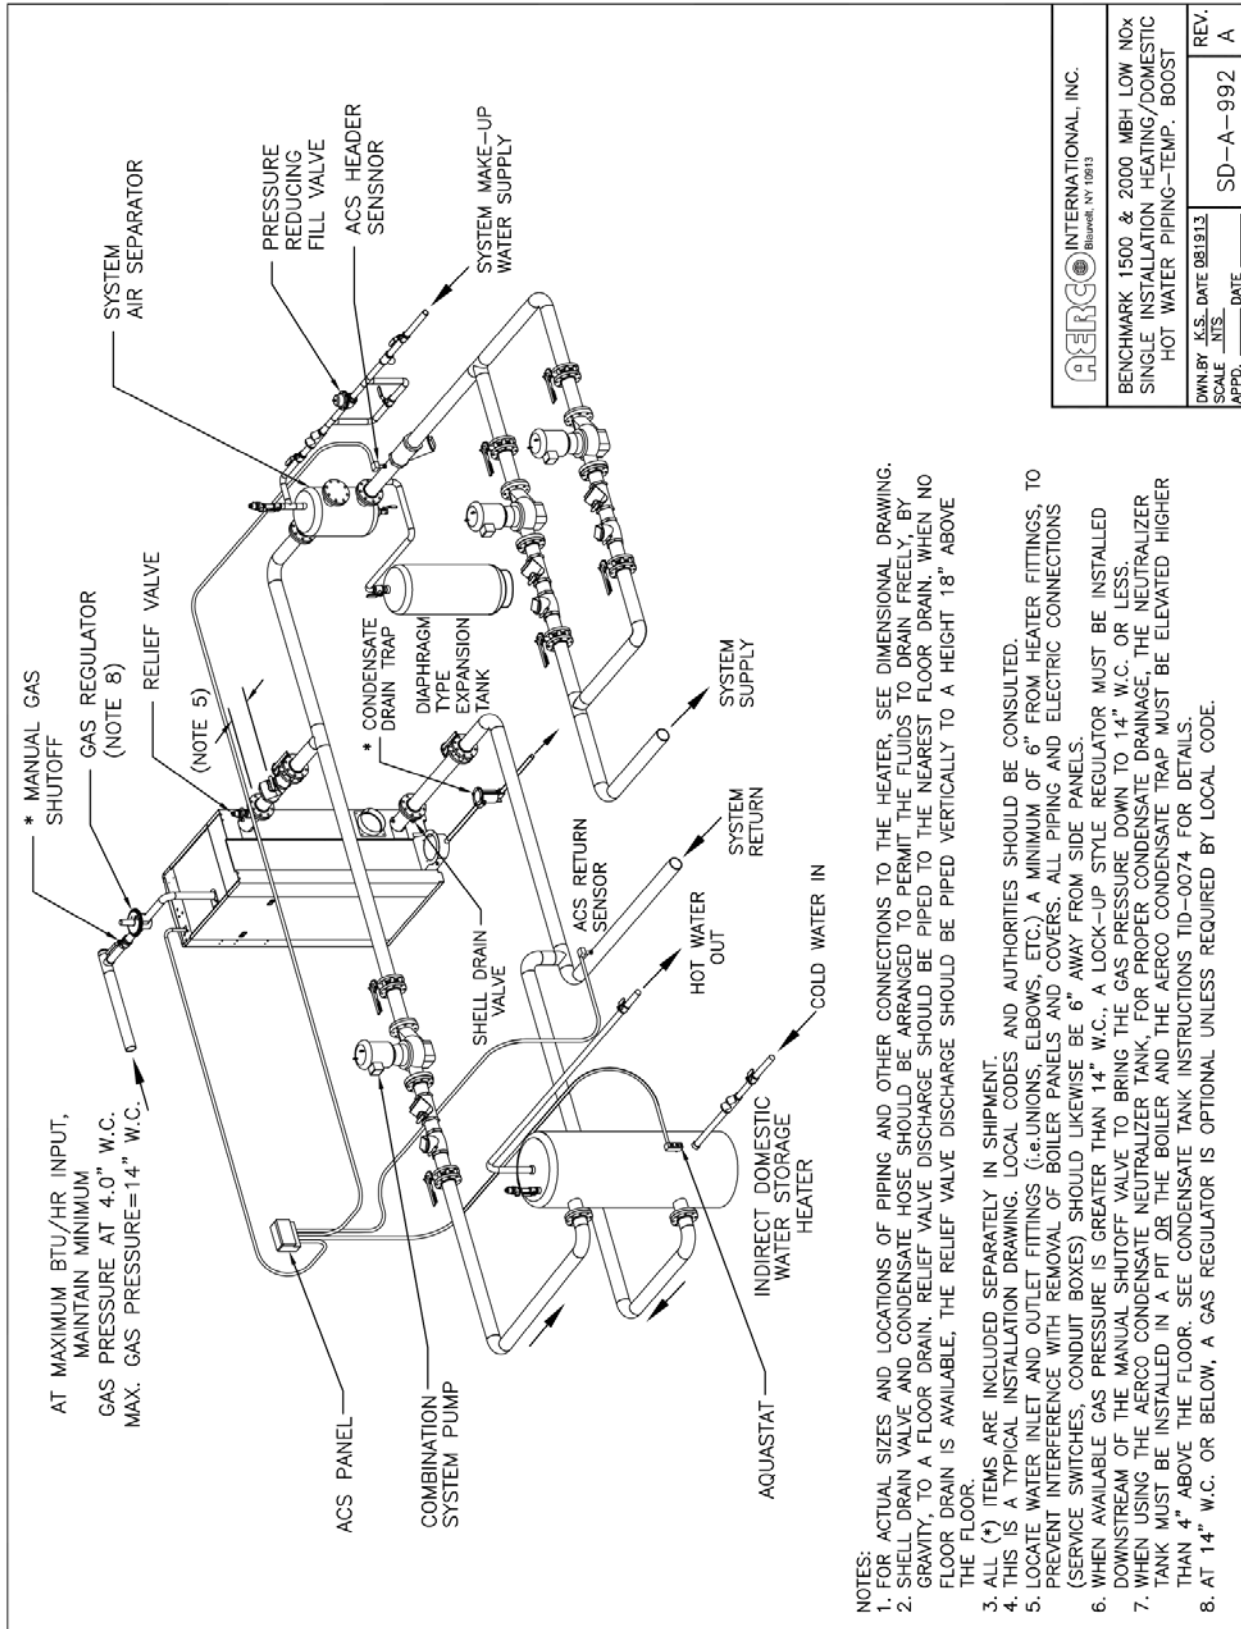 AT MAXIMUM BTU/HR INPUT,
MAINTAIN MINIMUM
GAS PRESSURE AT 4.0" W.C.
MAX. GAS PRESSURE=14" W.C.
* MANUAL GAS
SHUTOFF
GAS REGULATOR
(NOTE 8)
RELIEF VALVE
(NOTE 5)
SYSTEM
AIR SEPARATOR
PRESSURE
REDUCING
FILL VALVE
ACS HEADER
SENSNOR
SYSTEM MAKE-UP
WATER SUPPLY
* CONDENSATE
DRAIN TRAP
DIAPHRAGM
TYPE
EXPANSION
TANK
SHELL DRAIN
VALVE
ACS RETURN
SENSOR
SYSTEM
SUPPLY
SYSTEM
RETURN
HOT WATER
OUT
COLD WATER IN
ACS PANEL
COMBINATION
SYSTEM PUMP
INDIRECT DOMESTIC
WATER STORAGE
HEATER
AQUASTAT
NOTES:
1. FOR ACTUAL SIZES AND LOCATIONS OF PIPING AND OTHER CONNECTIONS TO THE HEATER, SEE DIMENSIONAL DRAWING.
2. SHELL DRAIN VALVE AND CONDENSATE HOSE SHOULD BE ARRANGED TO PERMIT THE FLUIDS TO DRAIN FREELY, BY
GRAVITY, TO A FLOOR DRAIN. RELIEF VALVE DISCHARGE SHOULD BE PIPED TO THE NEAREST FLOOR DRAIN. WHEN NO
FLOOR DRAIN IS AVAILABLE, THE RELIEF VALVE DISCHARGE SHOULD BE PIPED VERTICALLY TO A HEIGHT 18" ABOVE
THE FLOOR.
3. ALL (*) ITEMS ARE INCLUDED SEPARATELY IN SHIPMENT.
4. THIS IS A TYPICAL INSTALLATION DRAWING. LOCAL CODES AND AUTHORITIES SHOULD BE CONSULTED.
5. LOCATE WATER INLET AND OUTLET FITTINGS (i.e.UNIONS, ELBOWS, ETC.) A MINIMUM OF 6" FROM HEATER FITTINGS, TO
PREVENT INTERFERENCE WITH REMOVAL OF BOILER PANELS AND COVERS. ALL PIPING AND ELECTRIC CONNECTIONS
(SERVICE SWITCHES, CONDUIT BOXES) SHOULD LIKEWISE BE 6" AWAY FROM SIDE PANELS.
6. WHEN AVAILABLE GAS PRESSURE IS GREATER THAN 14" W.C., A LOCK-UP STYLE REGULATOR MUST BE INSTALLED
DOWNSTREAM OF THE MANUAL SHUTOFF VALVE TO BRING THE GAS PRESSURE DOWN TO 14" W.C. OR LESS.
7. WHEN USING THE AERCO CONDENSATE NEUTRALIZER TANK, FOR PROPER CONDENSATE DRAINAGE, THE NEUTRALIZER
TANK MUST BE INSTALLED IN A PIT OR THE BOILER AND THE AERCO CONDENSATE TRAP MUST BE ELEVATED HIGHER
THAN 4" ABOVE THE FLOOR. SEE CONDENSATE TANK INSTRUCTIONS TID-0074 FOR DETAILS.
8. AT 14" W.C. OR BELOW, A GAS REGULATOR IS OPTIONAL UNLESS REQUIRED BY LOCAL CODE.
AERCO INTERNATIONAL, INC.
Blauvelt, NY 10913
BENCHMARK 1500 & 2000 MBH LOW NOx
SINGLE INSTALLATION HEATING/DOMESTIC
HOT WATER PIPING-TEMP. BOOST
DWN.BY K.S. DATE 081913
SCALE NTS
APPD. DATE
SD-A-992
REV.
A